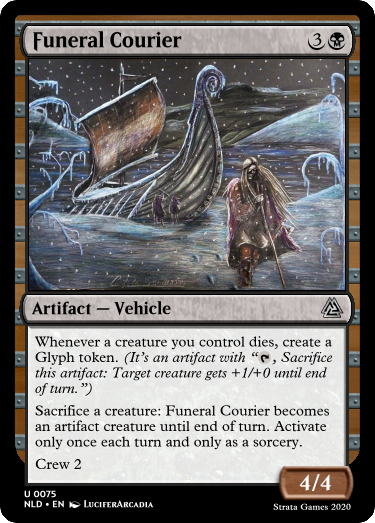 Funeral Courier 3
Artifact — Vehicle
Whenever a creature you control dies, create a
Glyph token. (It's an artifact with “, Sacrifice
this artifact: Target creature gets +1/+0 until end
of turn.”)
Sacrifice a creature: Funeral Courier becomes
an artifact creature until end of turn. Activate
only once each turn and only as a sorcery.
Crew 2
4/4
U 0075
NLD • EN LuciferArcadia
Strata Games 2020